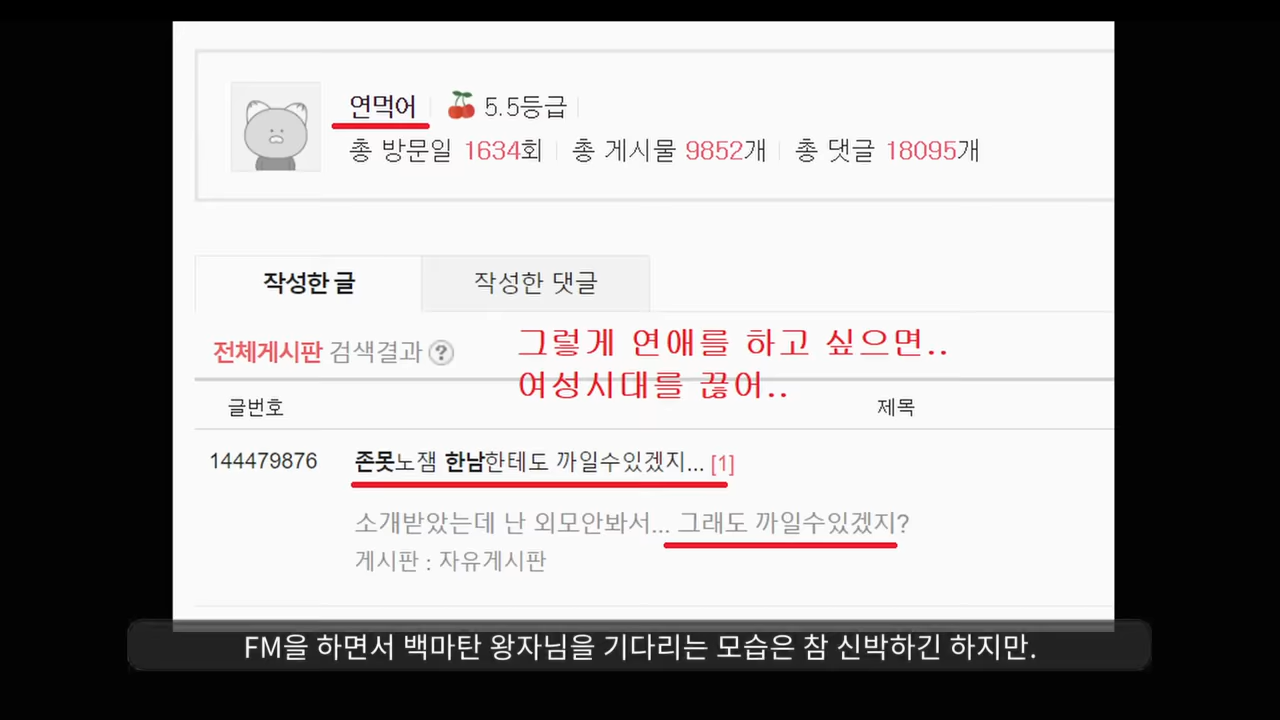 연먹어
🍒 5.5등급
총 방문일 1634회
총 게시물 9852개
총 댓글 18095개
작성한 글
작성한 댓글
전체게시판 검색결과 ?
그렇게 연애를 하고 싶으면..
여성시대를 끊어..
글번호
제목
144479876
존못노잼 한남한테도 까일수있겠지... [1]
소개받았는데 난 외모안봐서... 그래도 까일수있겠지?
게시판 : 자유게시판
FM을 하면서 백마탄 왕자님을 기다리는 모습은 참 신박하긴 하지만.